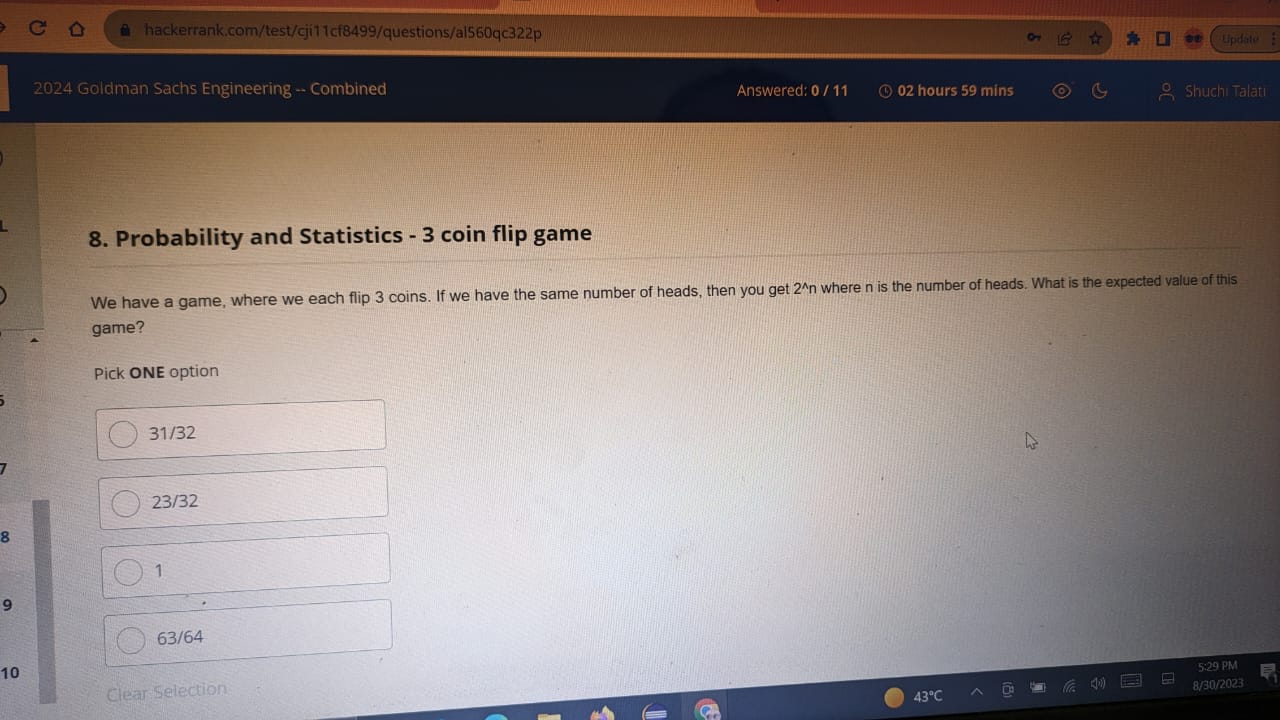 hackerrank.com/test/cji11cf8499/questions/al560qc322p
Update
2024 Goldman Sachs Engineering -- Combined
Answered: 0 / 11
02 hours 59 mins
Shuchi Talati
8. Probability and Statistics - 3 coin flip game
We have a game, where we each flip 3 coins. If we have the same number of heads, then you get 2^n where n is the number of heads. What is the expected value of this
game?
Pick ONE option
31/32
23/32
1
63/64
Clear Selection
7
8
9
10
43°C
5:29 PM
8/30/2023